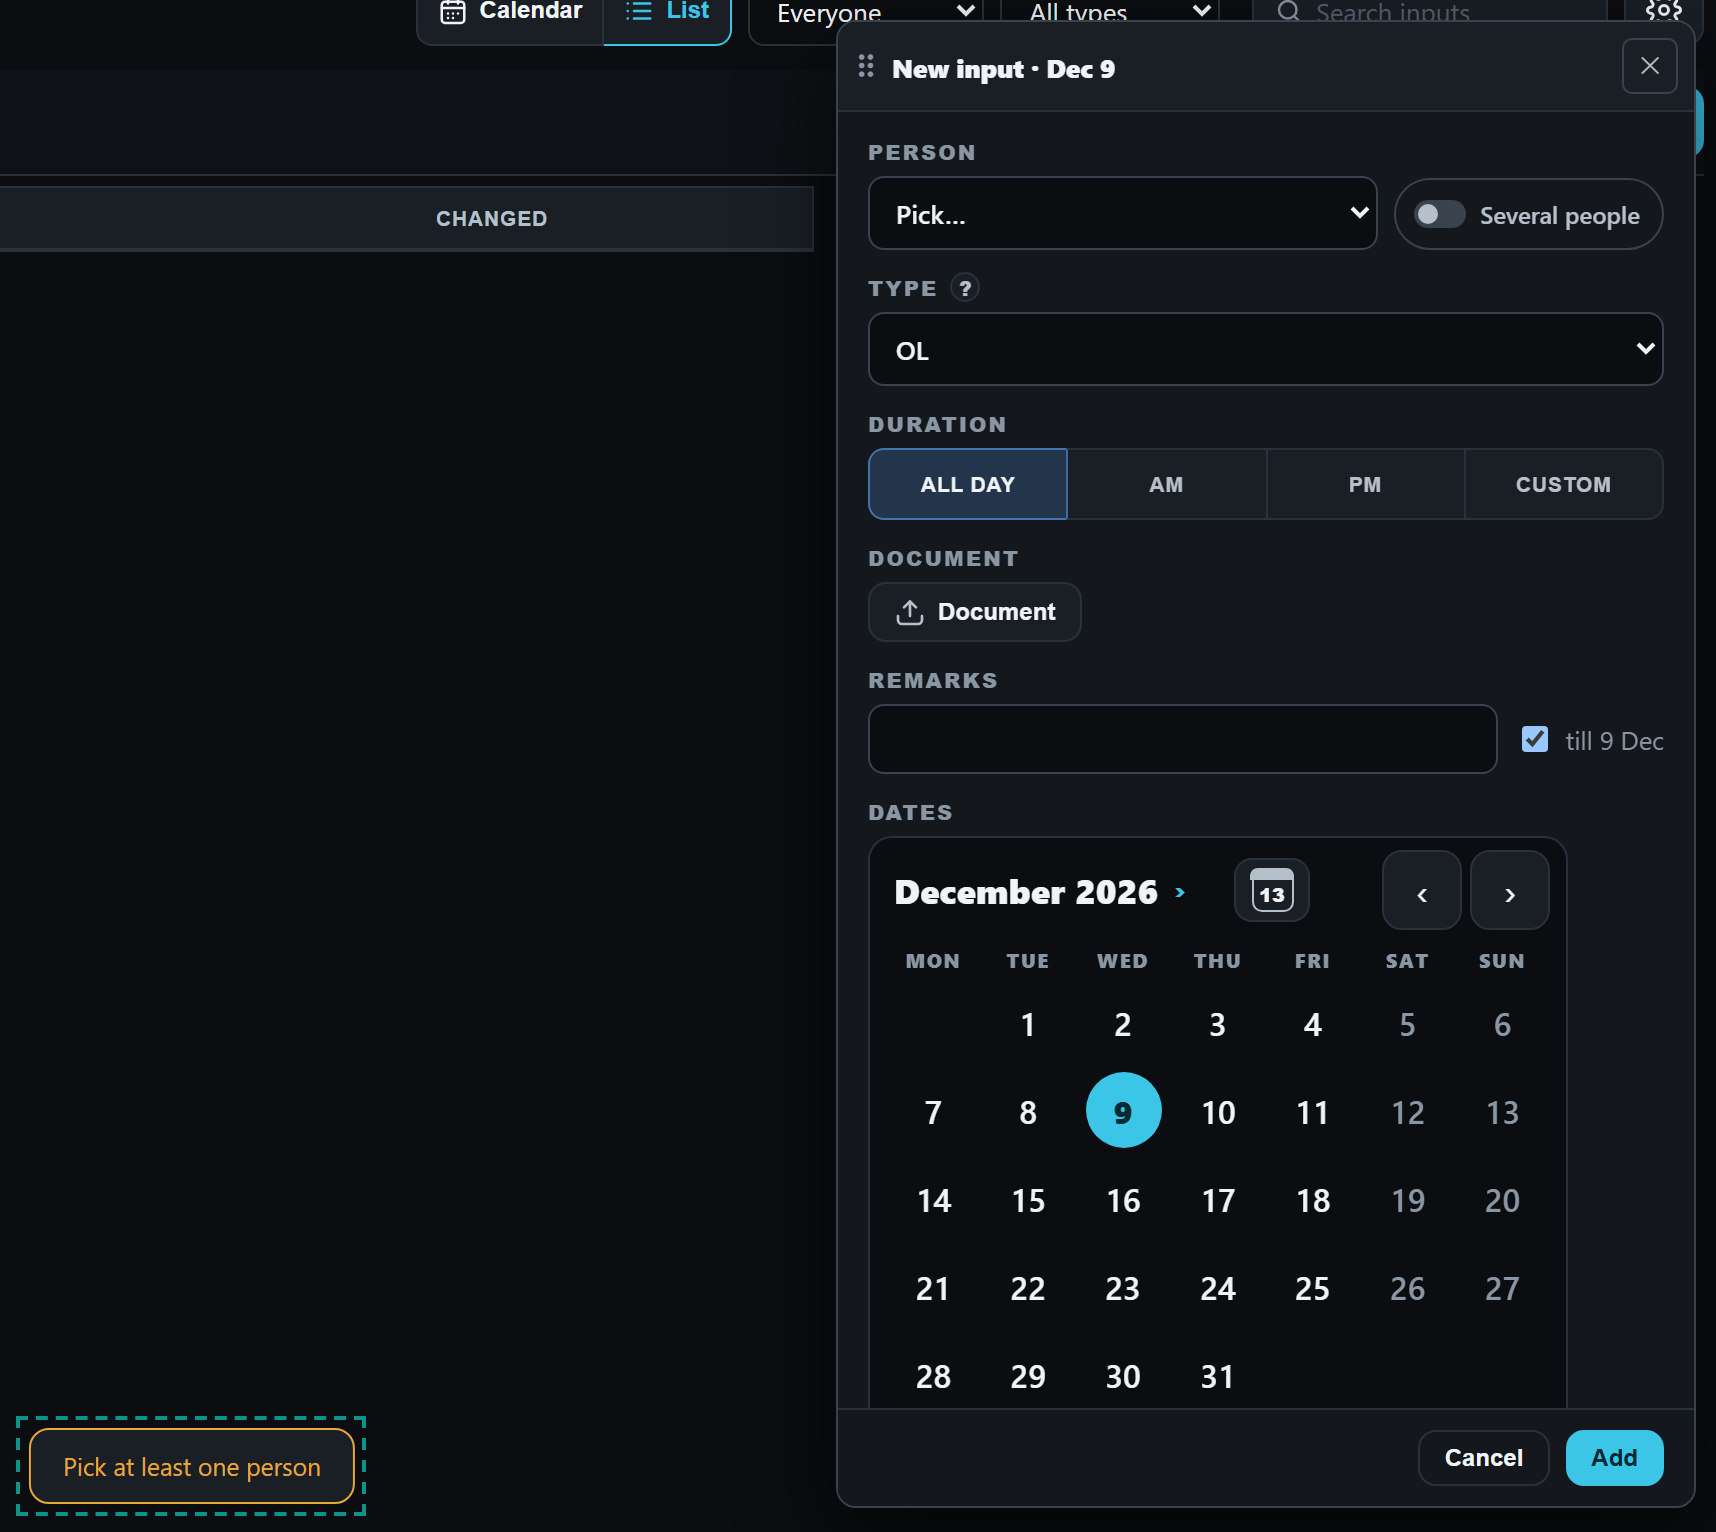 Calendar
List
Everyone
All types
Search inputs
New input · Dec 9
CHANGED
PERSON
Pick...
Several people
TYPE ?
OL
DURATION
ALL DAY
AM
PM
CUSTOM
DOCUMENT
Document
REMARKS
till 9 Dec
DATES
December 2026 ›
13
‹ ›
MON TUE WED THU FRI SAT SUN
1 2 3 4 5 6
7 8 9 10 11 12 13
14 15 16 17 18 19 20
21 22 23 24 25 26 27
28 29 30 31
Pick at least one person
Cancel
Add